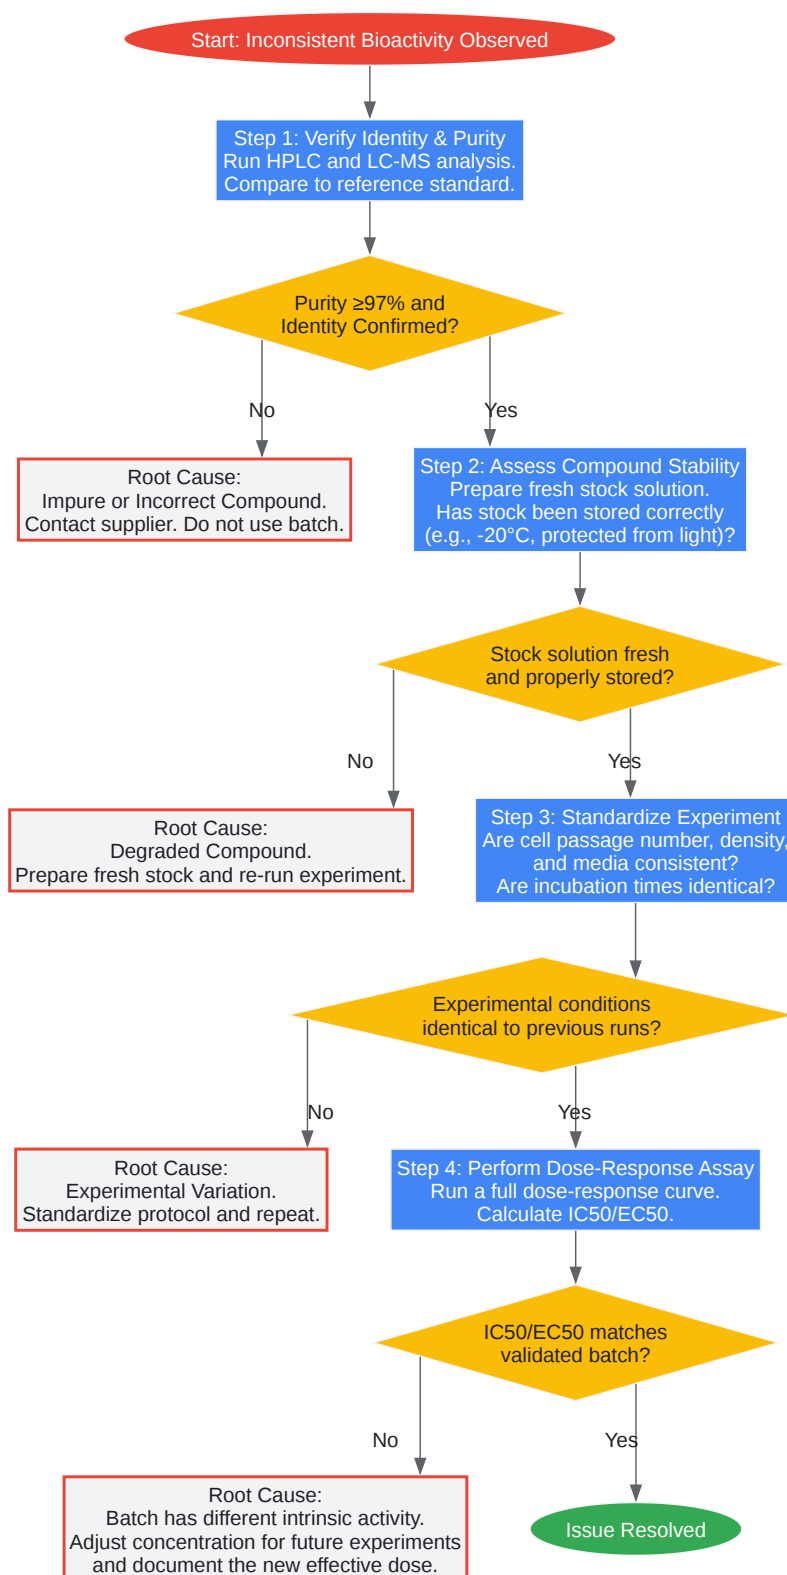 Start: Inconsistent Bioactivity Observed
Step 1: Verify Identity & Purity
Run HPLC and LC-MS analysis.
Compare to reference standard.
Purity ≥97% and
Identity Confirmed?
No
Yes
Root Cause:
Impure or Incorrect Compound.
Contact supplier. Do not use batch.
Step 2: Assess Compound Stability
Prepare fresh stock solution.
Has stock been stored correctly
(e.g., -20°C, protected from light)?
Stock solution fresh
and properly stored?
No
Yes
Root Cause:
Degraded Compound.
Prepare fresh stock and re-run experiment.
Step 3: Standardize Experiment
Are cell passage number, density,
and media consistent?
Are incubation times identical?
Experimental conditions
identical to previous runs?
No
Yes
Root Cause:
Experimental Variation.
Standardize protocol and repeat.
Step 4: Perform Dose-Response Assay
Run a full dose-response curve.
Calculate IC50/EC50.
IC50/EC50 matches
validated batch?
No
Yes
Root Cause:
Batch has different intrinsic activity.
Adjust concentration for future experiments
and document the new effective dose.
Issue Resolved